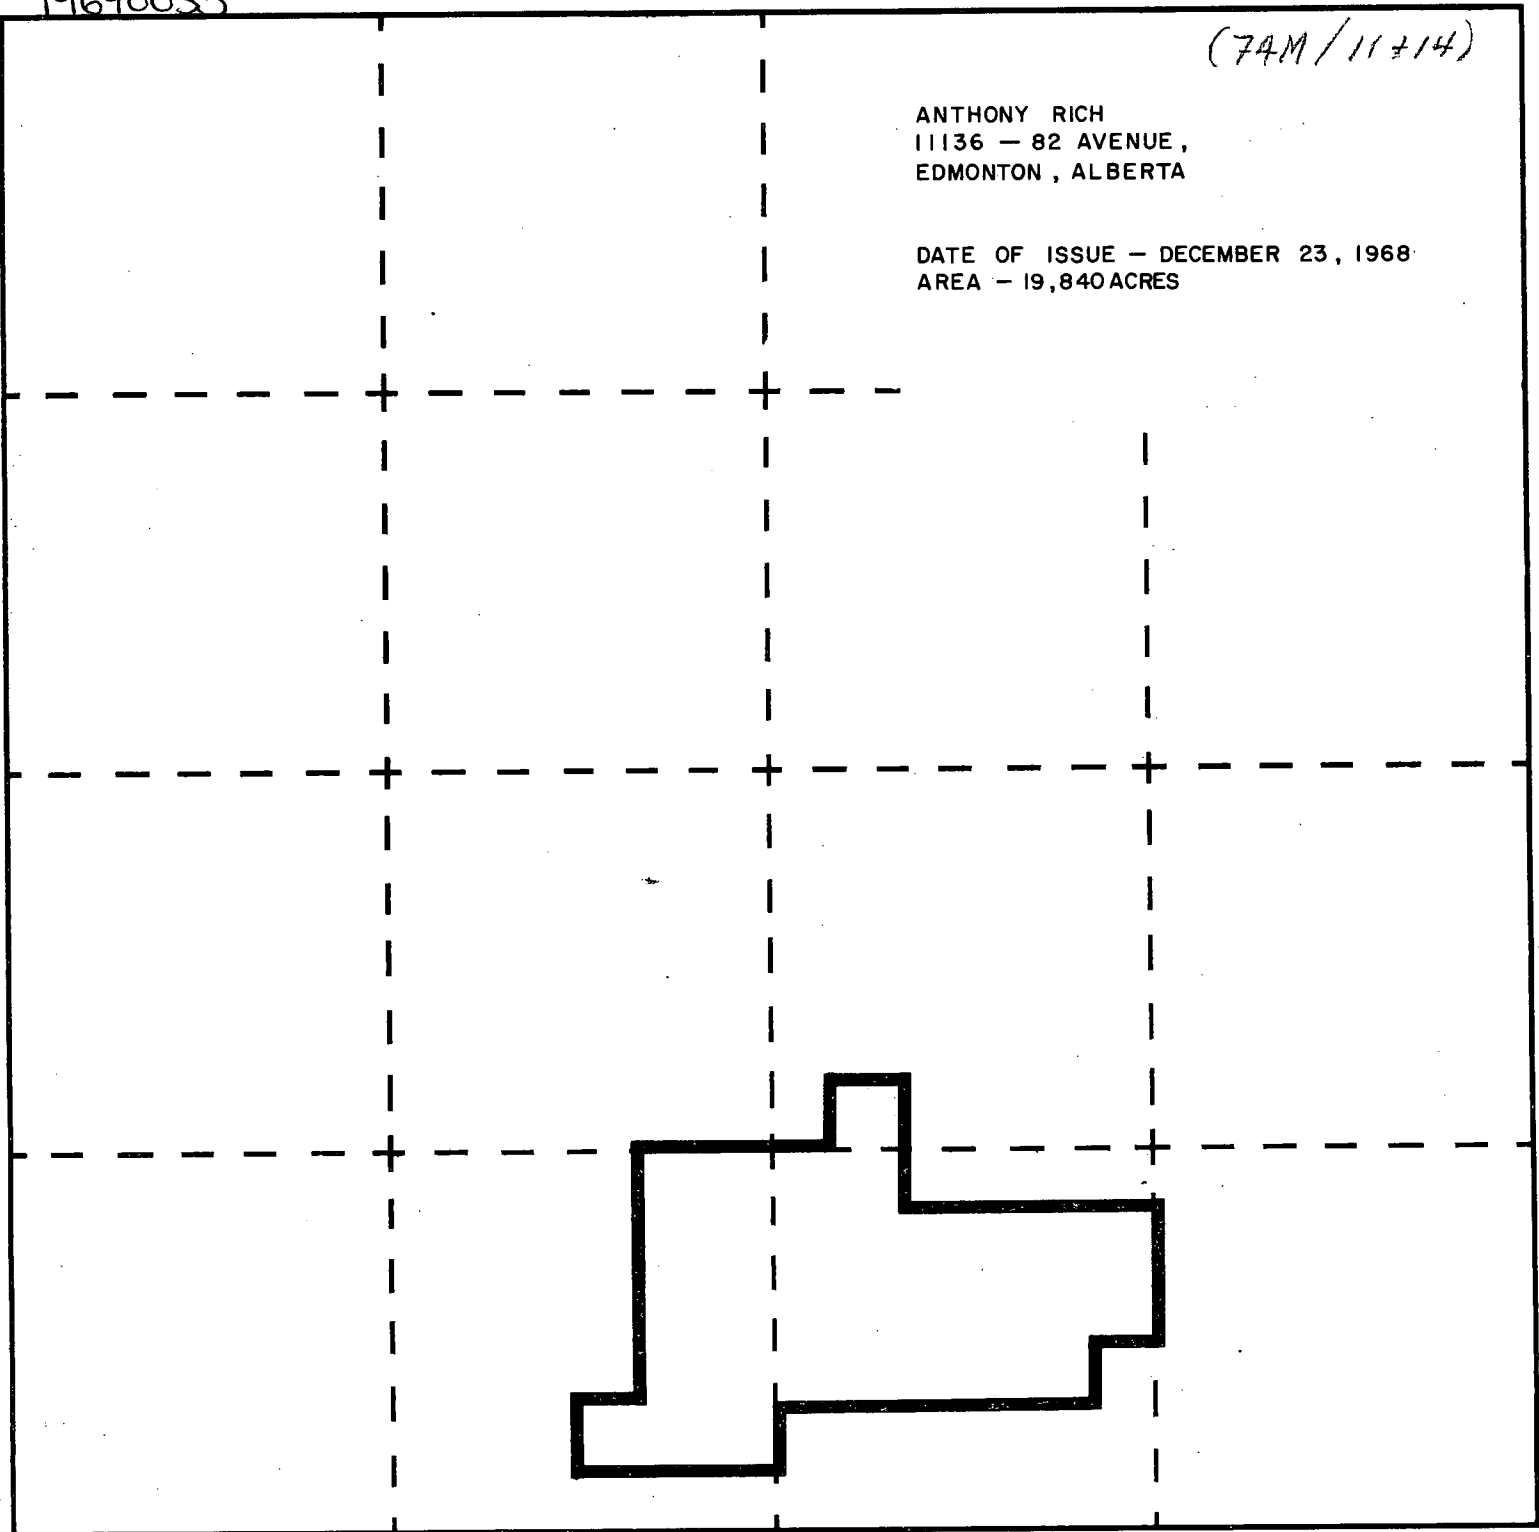 (74M/11+14)
ANTHONY RICH
11136 — 82 AVENUE,
EDMONTON, ALBERTA
DATE OF ISSUE — DECEMBER 23, 1968
AREA — 19,840 ACRES